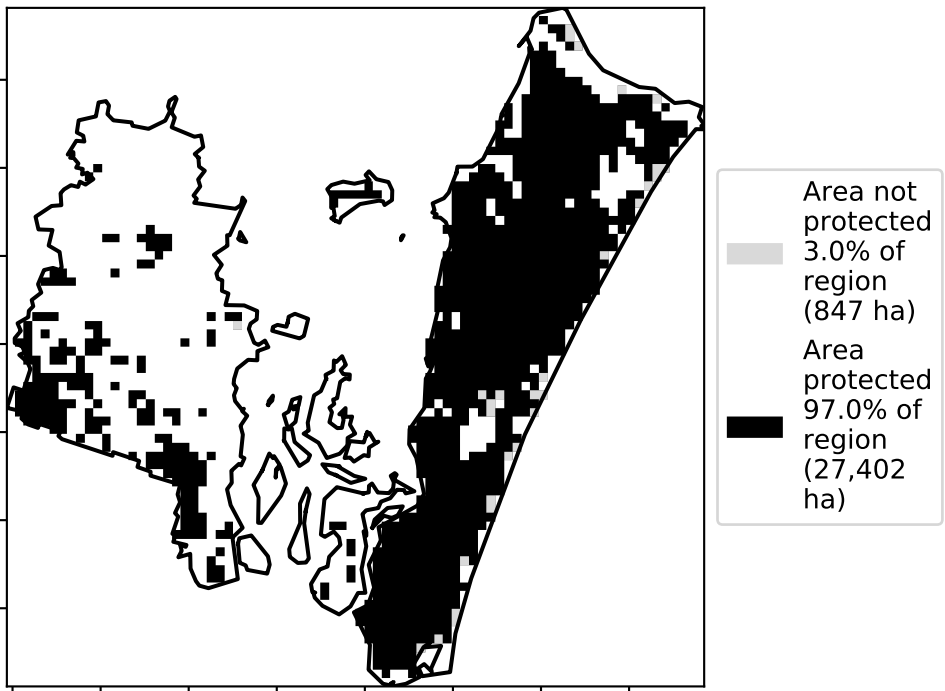 Area not
protected
3.0% of
region
(847 ha)
Area
protected
97.0% of
region
(27,402
ha)